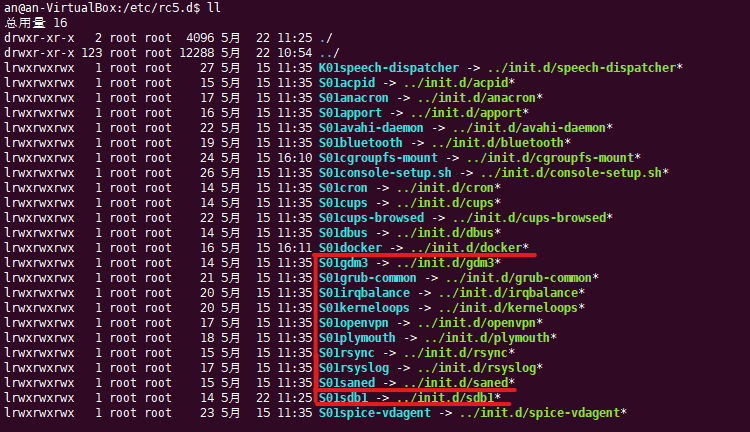 an@an-VirtualBox:/etc/rc5.d$ ll
总用量 16
drwxr-xr-x 2 root root 4096 5月 22 11:25 ./
drwxr-xr-x 123 root root 12288 5月 22 10:54 ../
lrwxrwxrwx 1 root root 27 5月 15 11:35 K01speech-dispatcher -> ../init.d/speech-dispatcher*
lrwxrwxrwx 1 root root 15 5月 15 11:35 S01acpid -> ../init.d/acpid*
lrwxrwxrwx 1 root root 17 5月 15 11:35 S01anacron -> ../init.d/anacron*
lrwxrwxrwx 1 root root 16 5月 15 11:35 S01apport -> ../init.d/apport*
lrwxrwxrwx 1 root root 22 5月 15 11:35 S01avahi-daemon -> ../init.d/avahi-daemon*
lrwxrwxrwx 1 root root 19 5月 15 11:35 S01bluetooth -> ../init.d/bluetooth*
lrwxrwxrwx 1 root root 24 5月 15 16:10 S01cgroupfs-mount -> ../init.d/cgroupfs-mount*
lrwxrwxrwx 1 root root 26 5月 15 11:35 S01console-setup.sh -> ../init.d/console-setup.sh*
lrwxrwxrwx 1 root root 14 5月 15 11:35 S01cron -> ../init.d/cron*
lrwxrwxrwx 1 root root 14 5月 15 11:35 S01cups -> ../init.d/cups*
lrwxrwxrwx 1 root root 22 5月 15 11:35 S01cups-browsed -> ../init.d/cups-browsed*
lrwxrwxrwx 1 root root 14 5月 15 11:35 S01dbus -> ../init.d/dbus*
lrwxrwxrwx 1 root root 16 5月 15 16:11 S01docker -> ../init.d/docker*
lrwxrwxrwx 1 root root 14 5月 15 11:35 S01gdm3 -> ../init.d/gdm3*
lrwxrwxrwx 1 root root 21 5月 15 11:35 S01grub-common -> ../init.d/grub-common*
lrwxrwxrwx 1 root root 20 5月 15 11:35 S01irqbalance -> ../init.d/irqbalance*
lrwxrwxrwx 1 root root 20 5月 15 11:35 S01kerneloops -> ../init.d/kerneloops*
lrwxrwxrwx 1 root root 17 5月 15 11:35 S01openvpn -> ../init.d/openvpn*
lrwxrwxrwx 1 root root 18 5月 15 11:35 S01plymouth -> ../init.d/plymouth*
lrwxrwxrwx 1 root root 15 5月 15 11:35 S01rsync -> ../init.d/rsync*
lrwxrwxrwx 1 root root 17 5月 15 11:35 S01rsyslog -> ../init.d/rsyslog*
lrwxrwxrwx 1 root root 15 5月 15 11:35 S01saned -> ../init.d/saned*
lrwxrwxrwx 1 root root 14 5月 22 11:25 S01sdbl -> ../init.d/sdbl*
lrwxrwxrwx 1 root root 23 5月 15 11:35 S01spice-vdagent -> ../init.d/spice-vdagent*